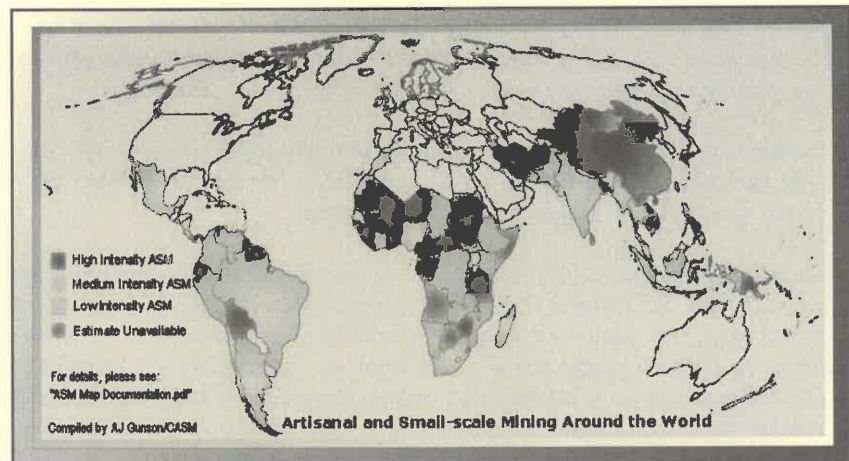 High Intensity ASM
Medium Intensity ASM
Low Intensity ASM
Estimate Unavailable
For details, please see:
"ASM Map Documentation.pdf"
Compiled by AJ Gunson/CASM
Artisanal and Small-scale Mining Around the World